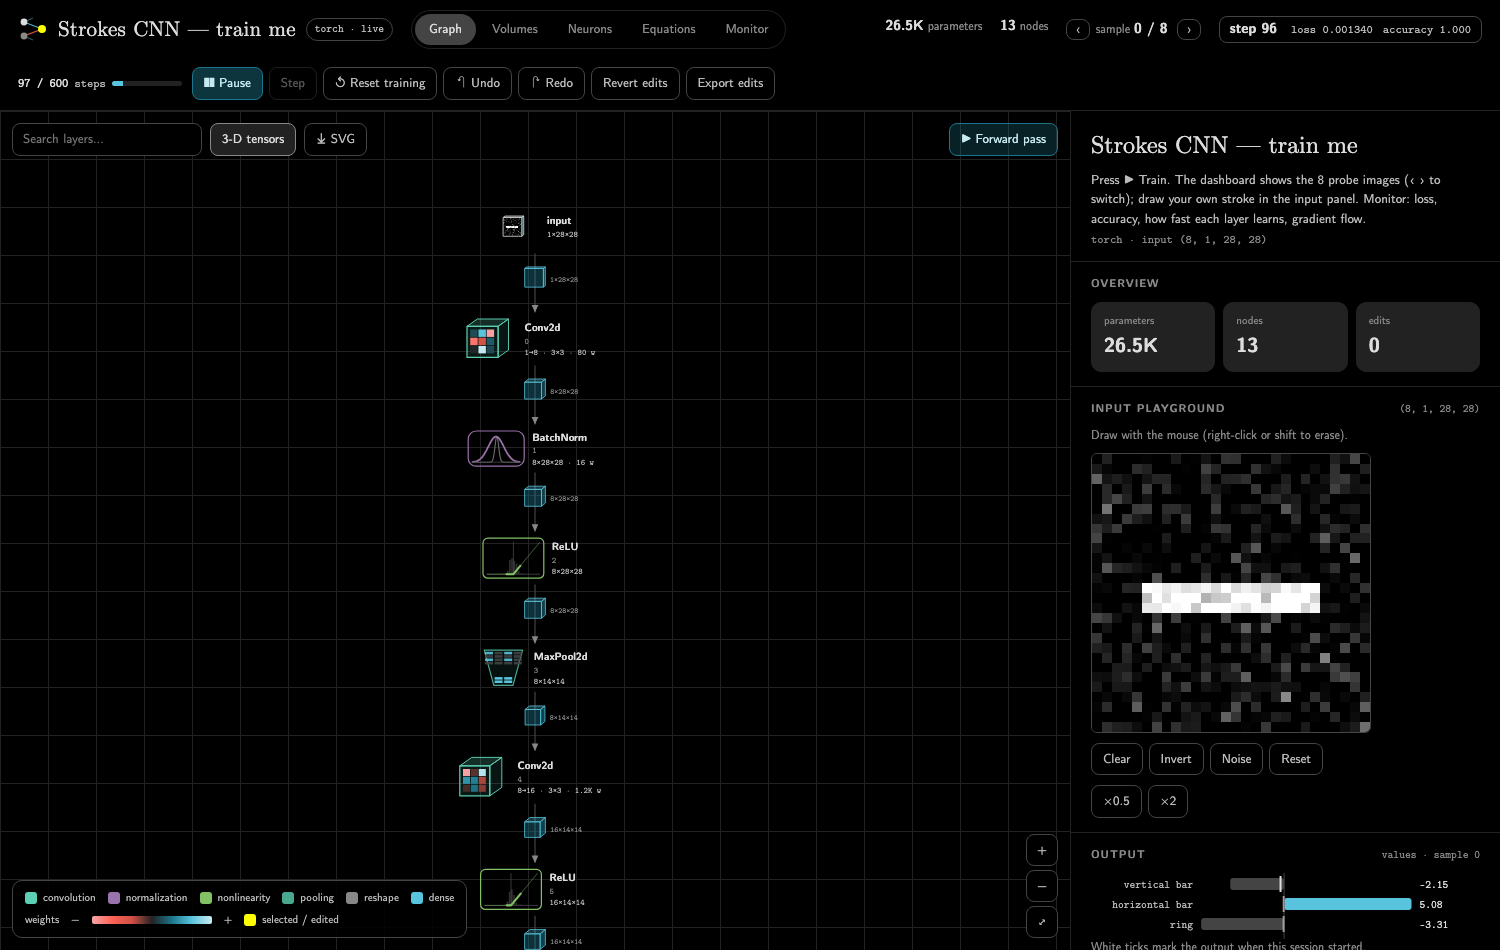 Strokes CNN — train me
torch · live
Graph
Volumes
Neurons
Equations
Monitor
26.5K parameters
13 nodes
‹ sample 0 / 8 ›
step 96 loss 0.001340 accuracy 1.000
97 / 600 steps
Pause
Step
Reset training
Undo
Redo
Revert edits
Export edits
Search layers...
3-D tensors
SVG
Forward pass
input
1×28×28
1×28×28
Conv2d
0
1→8 · 3×3 · 80 w
8×28×28
BatchNorm
1
8×28×28 · 16 w
8×28×28
ReLU
2
8×28×28
8×28×28
MaxPool2d
3
8×14×14
8×14×14
Conv2d
4
8→16 · 3×3 · 1.2K w
16×14×14
ReLU
5
16×14×14
16×14×14
convolution
normalization
nonlinearity
pooling
reshape
dense
weights − +
selected / edited
+
−
Strokes CNN — train me
Press ▶ Train. The dashboard shows the 8 probe images (‹ › to
switch); draw your own stroke in the input panel. Monitor: loss,
accuracy, how fast each layer learns, gradient flow.
torch · input (8, 1, 28, 28)
OVERVIEW
parameters
26.5K
nodes
13
edits
0
INPUT PLAYGROUND
(8, 1, 28, 28)
Draw with the mouse (right-click or shift to erase).
Clear
Invert
Noise
Reset
×0.5
×2
OUTPUT
values · sample 0
vertical bar -2.15
horizontal bar 5.08
ring -3.31
White ticks mark the output when this session started.